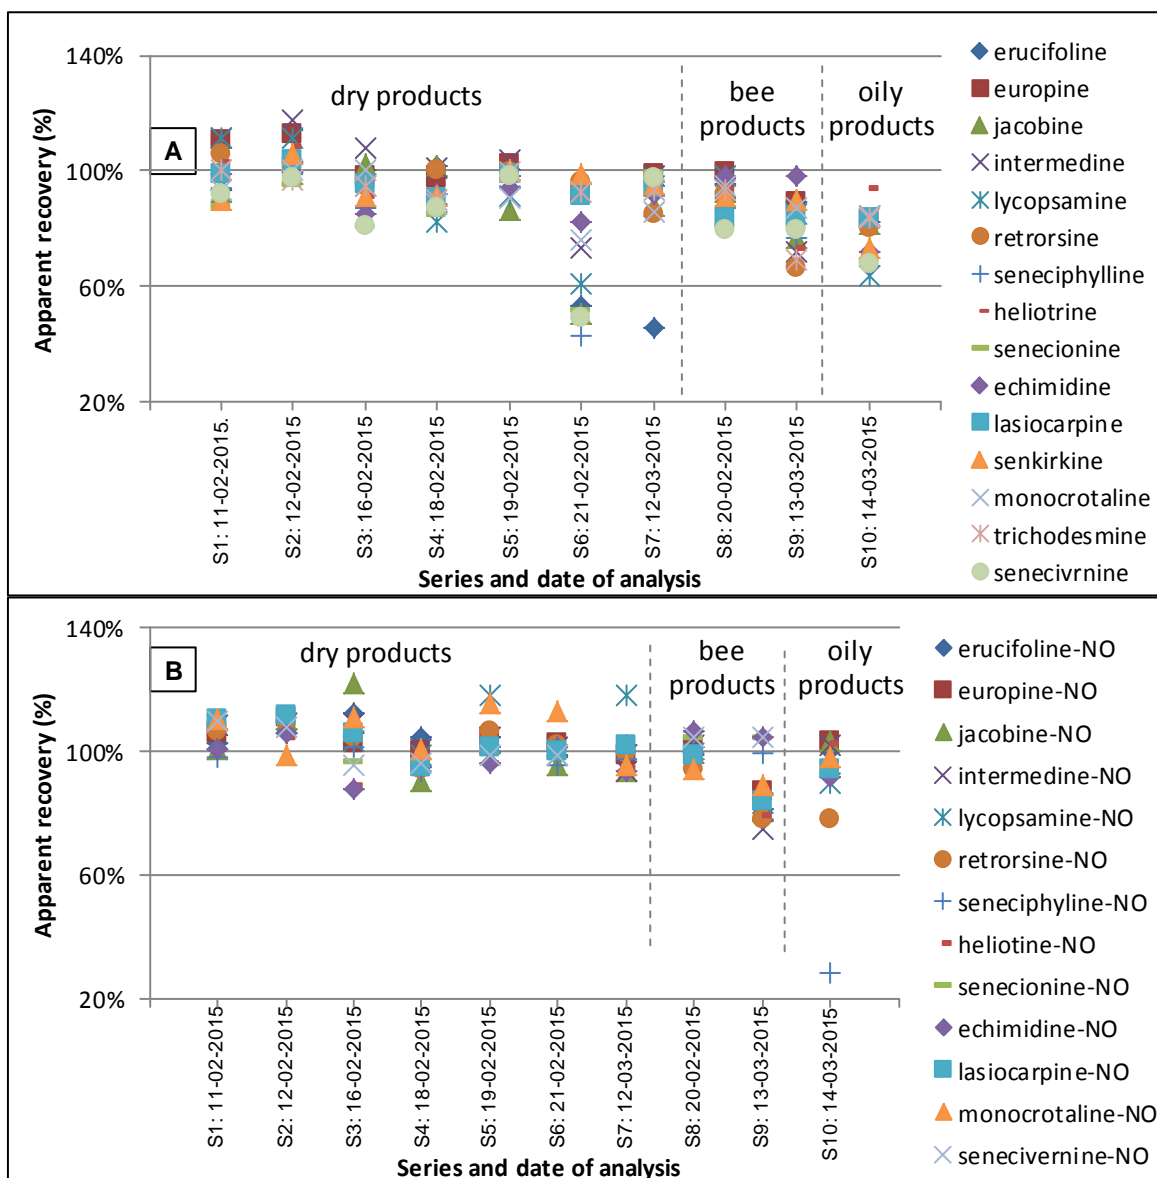 140%
100%
60%
20%
Apparent recovery (%)
A
dry products
bee
products
oily
products
S1: 11-02-2015.
S2: 12-02-2015
S3: 16-02-2015
S4: 18-02-2015
S5: 19-02-2015
S6: 21-02-2015
S7: 12-03-2015
S8: 20-02-2015
S9: 13-03-2015
S10: 14-03-2015
Series and date of analysis
erucifoline
europine
jacobine
intermedine
lycopsamine
retrorsine
seneciphylline
heliotrine
senecionine
echimidine
lasiocarpine
senkirkine
monocrotaline
trichodesmine
senecivrnine
140%
100%
60%
20%
Apparent recovery (%)
B
dry products
bee
products
oily
products
S1: 11-02-2015
S2: 12-02-2015
S3: 16-02-2015
S4: 18-02-2015
S5: 19-02-2015
S6: 21-02-2015
S7: 12-03-2015
S8: 20-02-2015
S9: 13-03-2015
S10: 14-03-2015
Series and date of analysis
erucifoline-NO
europine-NO
jacobine-NO
intermedine-NO
lycopsamine-NO
retrorsine-NO
seneciphyline-NO
heliotine-NO
senecionine-NO
echimidine-NO
lasiocarpine-NO
monocrotaline-NO
senecivernine-NO